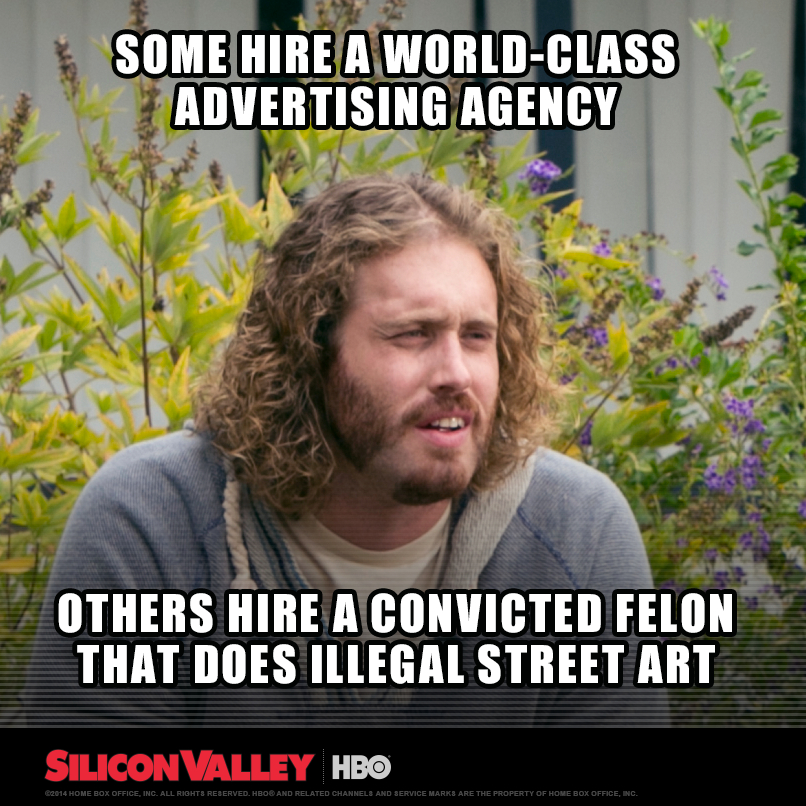 SOME HIRE A WORLD-CLASS
ADVERTISING AGENCY
OTHERS HIRE A CONVICTED FELON
THAT DOES ILLEGAL STREET ART
SILICON VALLEY HBO
©2014 HOME BOX OFFICE, INC. ALL RIGHTS RESERVED. HBO® AND RELATED CHANNELS AND SERVICE MARKS ARE THE PROPERTY OF HOME BOX OFFICE, INC.